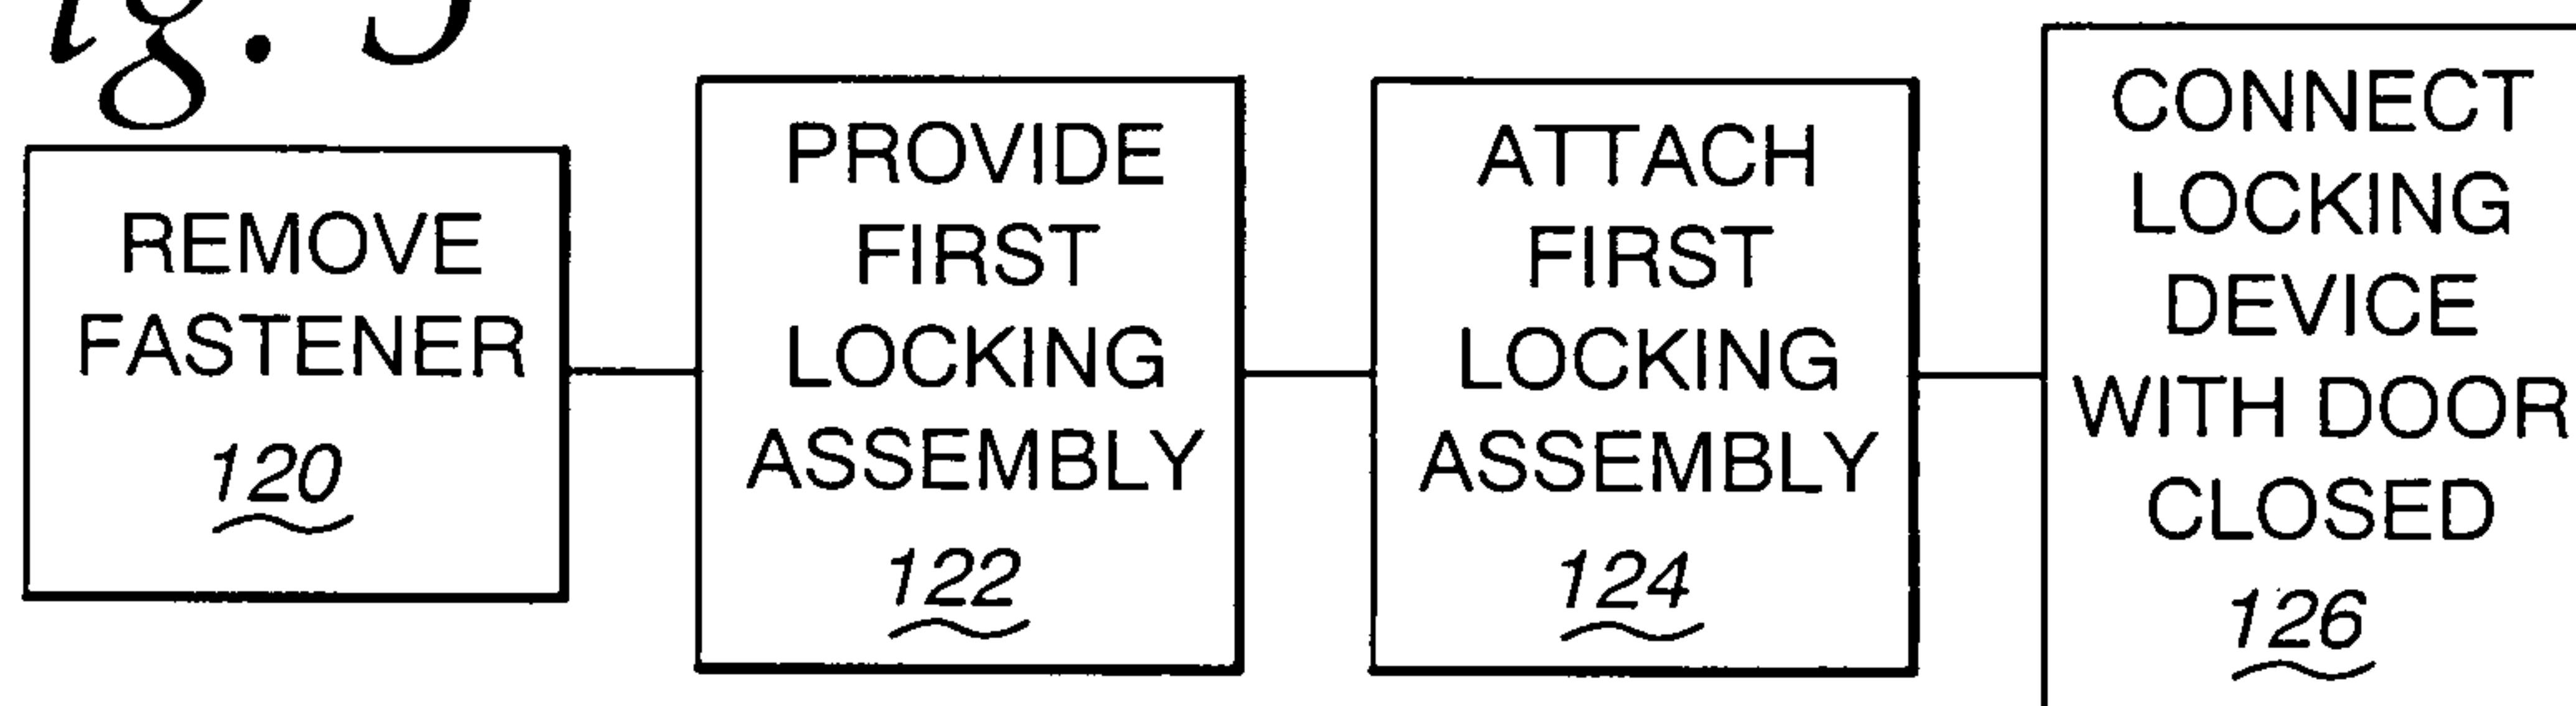 REMOVE
FASTENER
120
PROVIDE
FIRST
LOCKING
ASSEMBLY
122
ATTACH
FIRST
LOCKING
ASSEMBLY
124
CONNECT
LOCKING
DEVICE
WITH DOOR
CLOSED
126